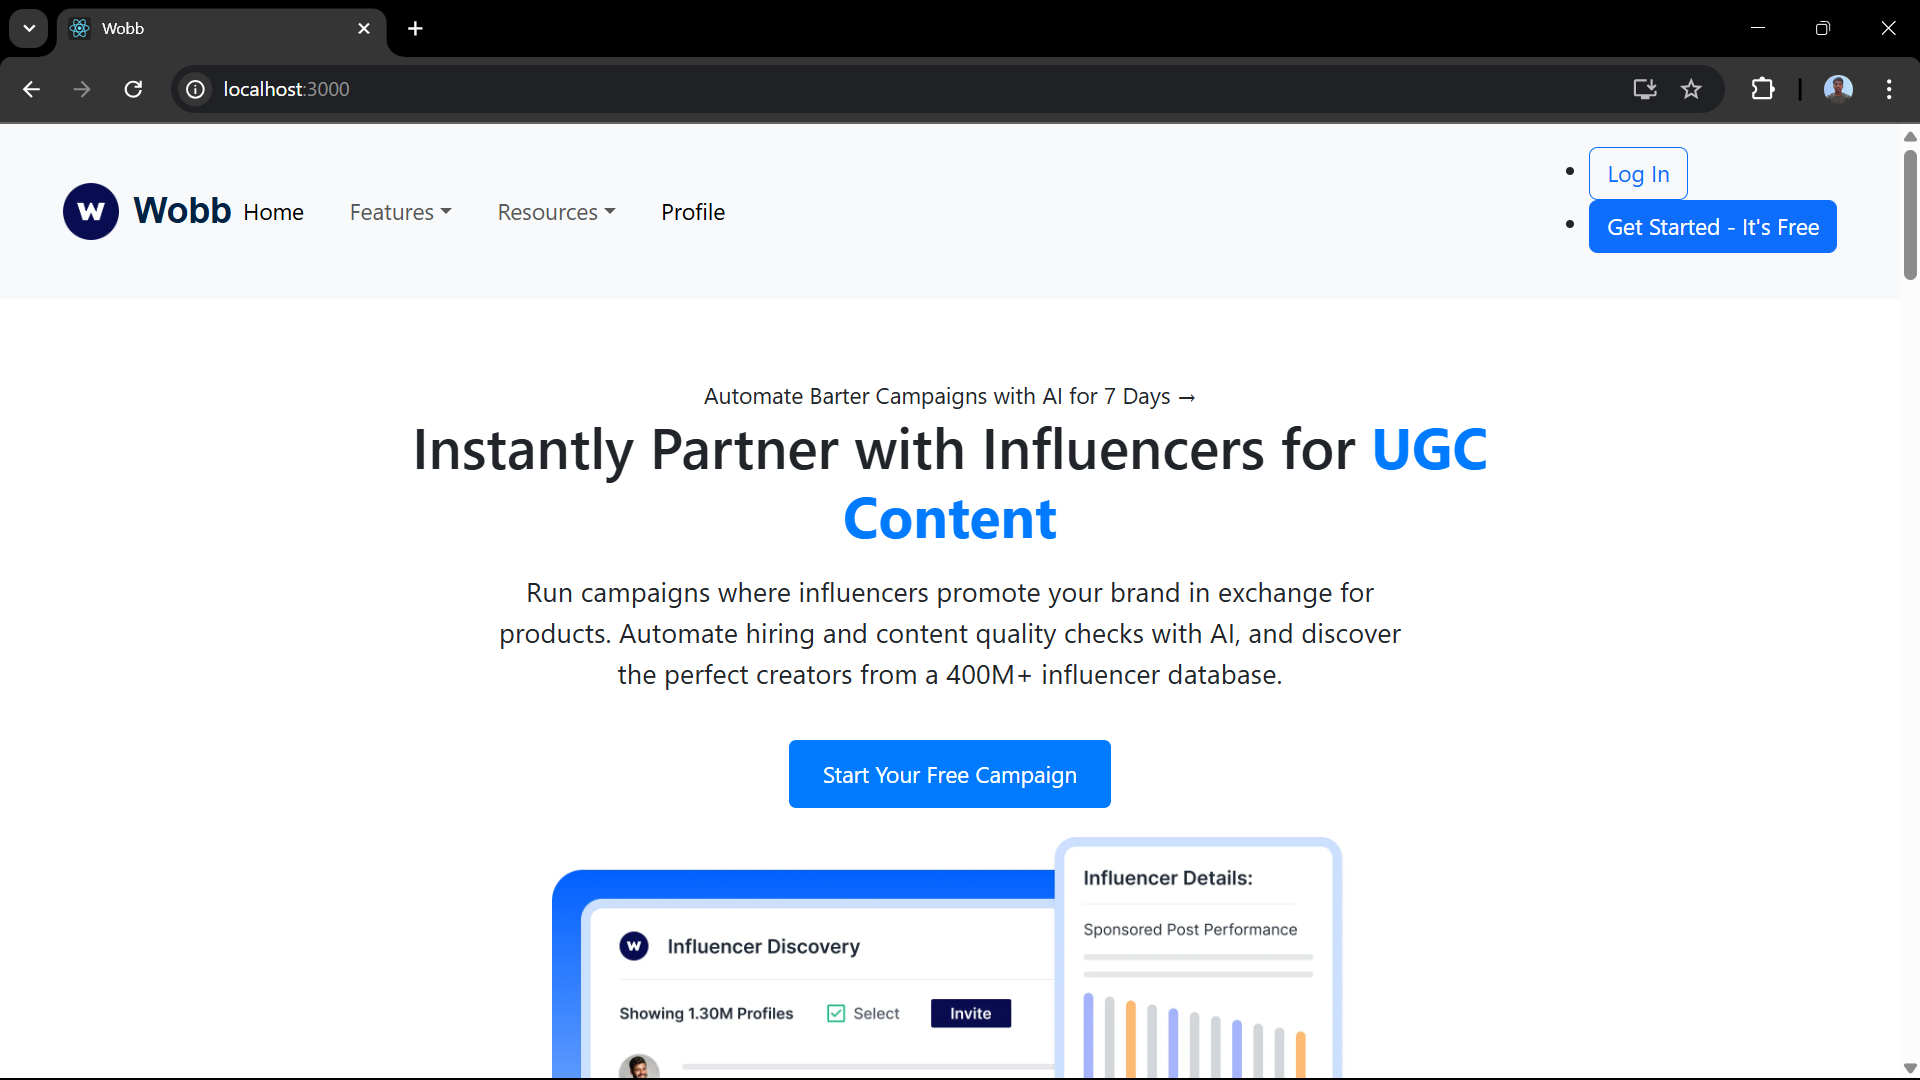 Wobb
localhost:3000
W Wobb Home Features Resources Profile
Log In
Get Started - It's Free
Automate Barter Campaigns with AI for 7 Days →
Instantly Partner with Influencers for UGC
Content
Run campaigns where influencers promote your brand in exchange for
products. Automate hiring and content quality checks with AI, and discover
the perfect creators from a 400M+ influencer database.
Start Your Free Campaign
Influencer Details:
Sponsored Post Performance
W Influencer Discovery
Showing 1.30M Profiles Select Invite